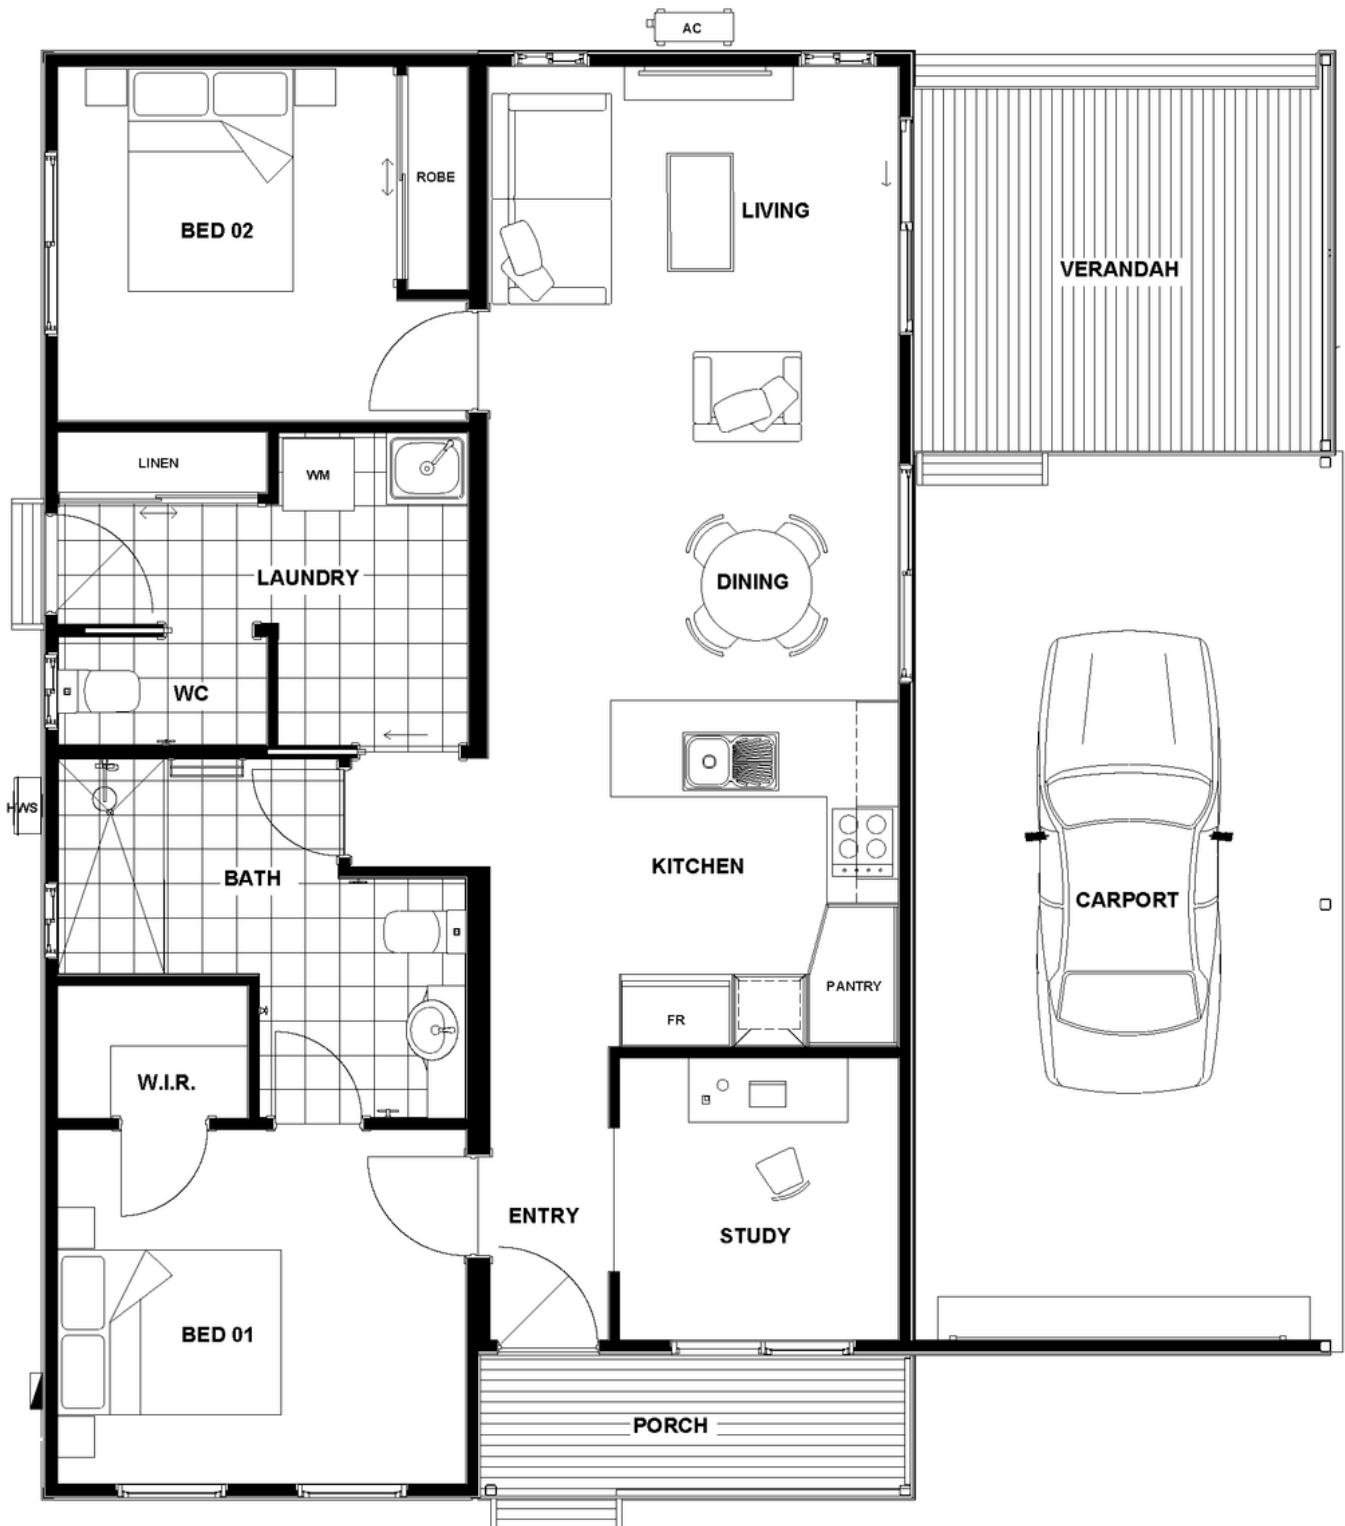 AC
ROBE
BED 02
LIVING
VERANDAH
LINEN
WM
LAUNDRY
DINING
WC
HWS
BATH
KITCHEN
CARPORT
PANTRY
FR
W.I.R.
ENTRY
STUDY
BED 01
PORCH